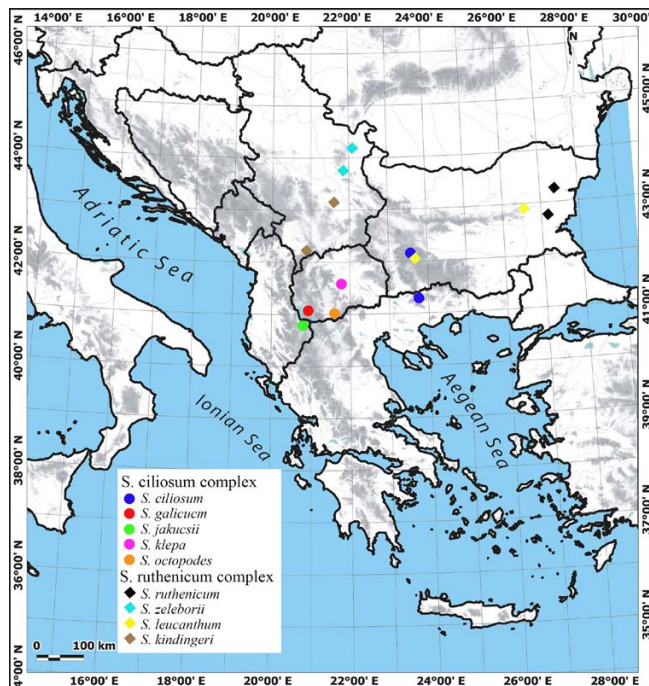 14°00' E 16°00' E 18°00' E 20°00' E 22°00' E 24°00' E 26°00' E 28°00' E 30°00' E
N
46°00' N
45°00' N
44°00' N
43°00' N
42°00' N
41°00' N
40°00' N
39°00' N
38°00' N
37°00' N
36°00' N
35°00' N
34°00' N
Adriatic Sea
Ionian Sea
Aegean Sea
S. ciliosum complex
S. ciliosum
S. galicucm
S. jakucsii
S. klepa
S. octopodes
S. ruthenicum complex
S. ruthenicum
S. zeleborii
S. leucanthum
S. kindingeri
0 100 km
16°00' E 18°00' E 20°00' E 22°00' E 24°00' E 26°00' E